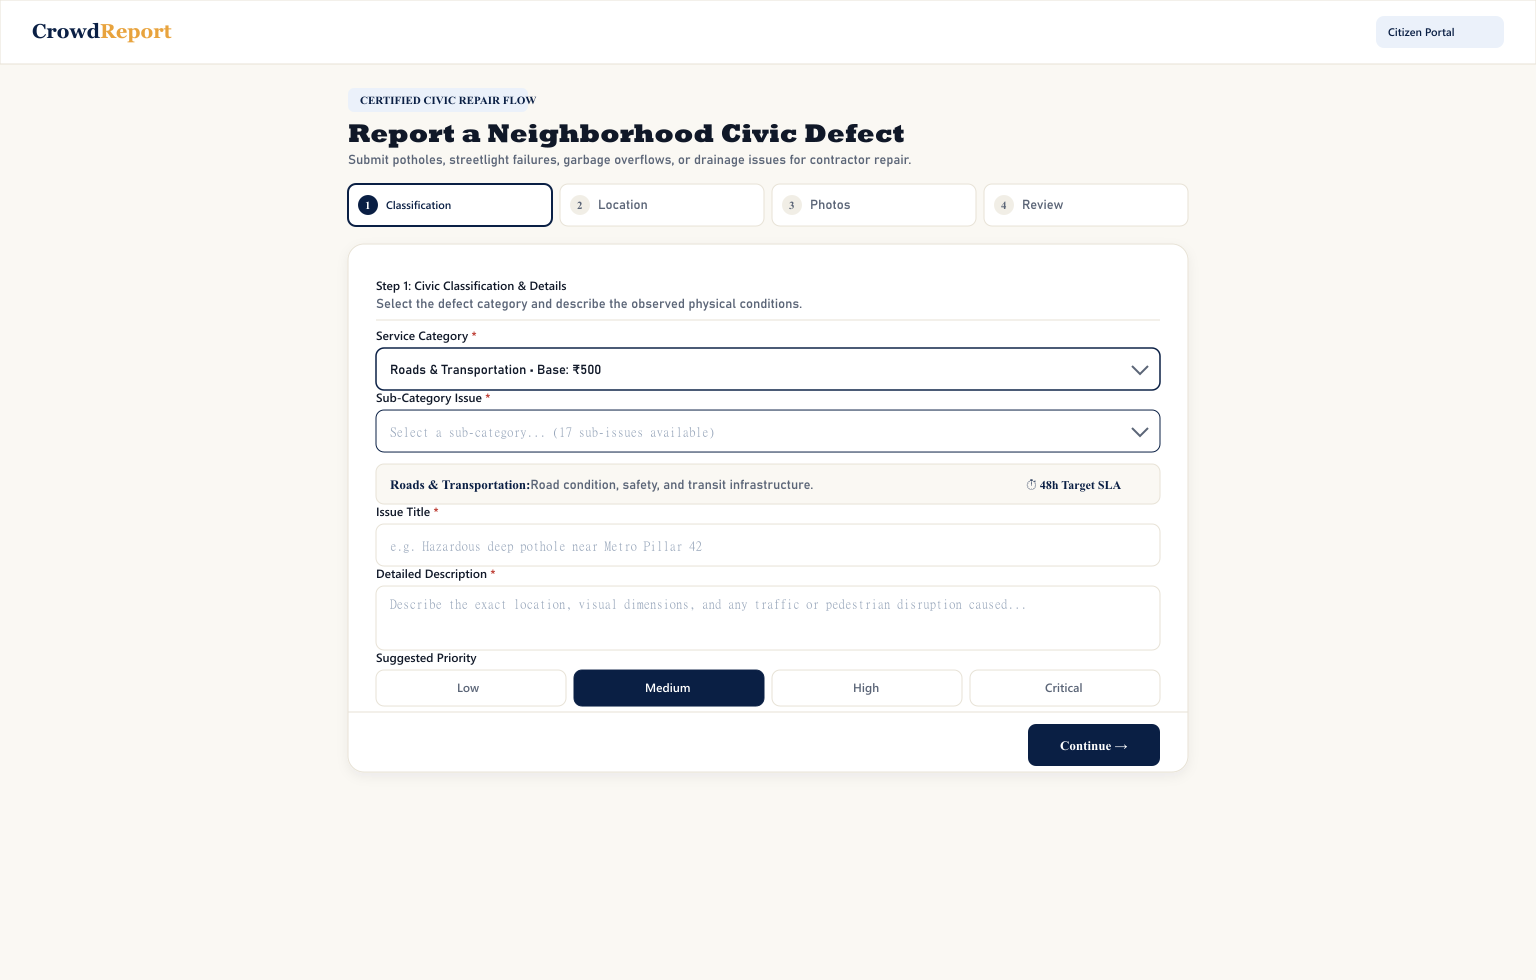 CrowdReport
Citizen Portal
CERTIFIED CIVIC REPAIR FLOW
Report a Neighborhood Civic Defect
Submit potholes, streetlight failures, garbage overflows, or drainage issues for contractor repair.
1 Classification
2 Location
3 Photos
4 Review
Step 1: Civic Classification & Details
Select the defect category and describe the observed physical conditions.
Service Category *
Roads & Transportation • Base: ₹500
Sub-Category Issue *
Select a sub-category... (17 sub-issues available)
Roads & Transportation:Road condition, safety, and transit infrastructure.
⏱ 48h Target SLA
Issue Title *
e.g. Hazardous deep pothole near Metro Pillar 42
Detailed Description *
Describe the exact location, visual dimensions, and any traffic or pedestrian disruption caused...
Suggested Priority
Low
Medium
High
Critical
Continue →